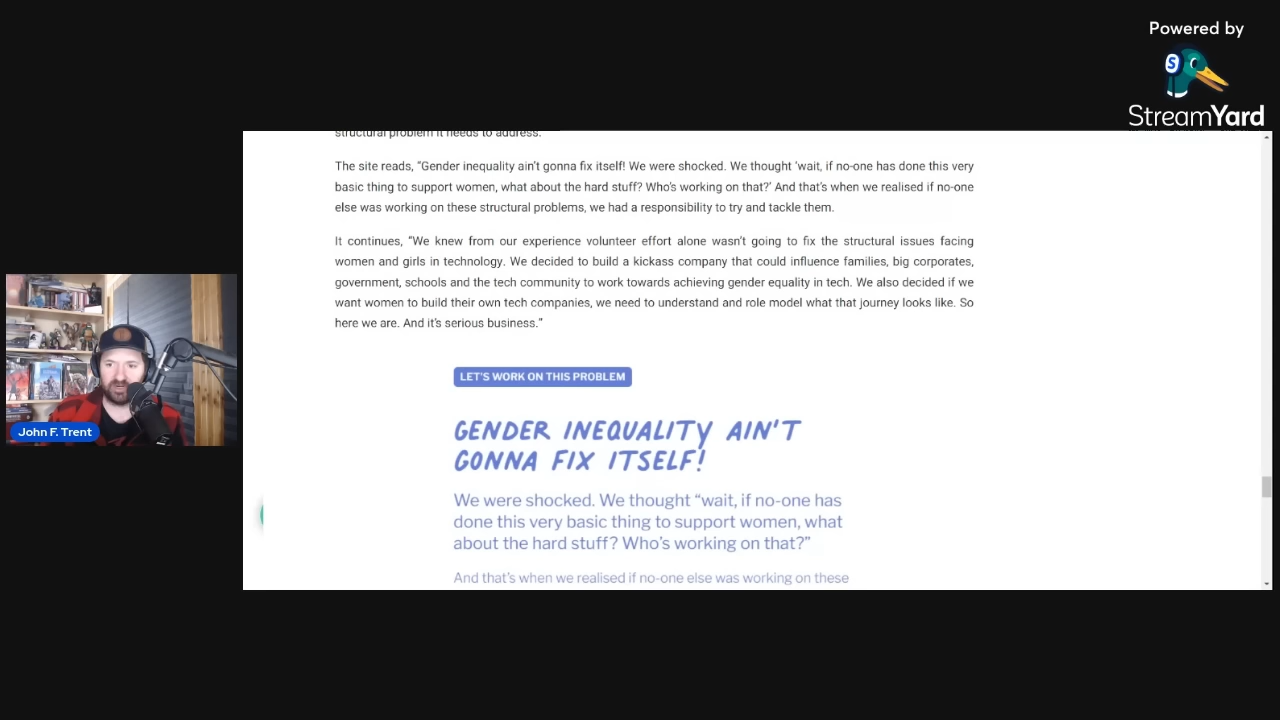 Powered by
S
StreamYard
structural problem it needs to address.
The site reads, “Gender inequality ain’t gonna fix itself! We were shocked. We thought ‘wait, if no-one has done this very
basic thing to support women, what about the hard stuff? Who’s working on that?’ And that’s when we realised if no-one
else was working on these structural problems, we had a responsibility to try and tackle them.
It continues, “We knew from our experience volunteer effort alone wasn’t going to fix the structural issues facing
women and girls in technology. We decided to build a kickass company that could influence families, big corporates,
government, schools and the tech community to work towards achieving gender equality in tech. We also decided if we
want women to build their own tech companies, we need to understand and role model what that journey looks like. So
here we are. And it’s serious business.”
LET'S WORK ON THIS PROBLEM
GENDER INEQUALITY AIN'T
GONNA FIX ITSELF!
We were shocked. We thought “wait, if no-one has
done this very basic thing to support women, what
about the hard stuff? Who’s working on that?”
And that’s when we realised if no-one else was working on these
John F. Trent